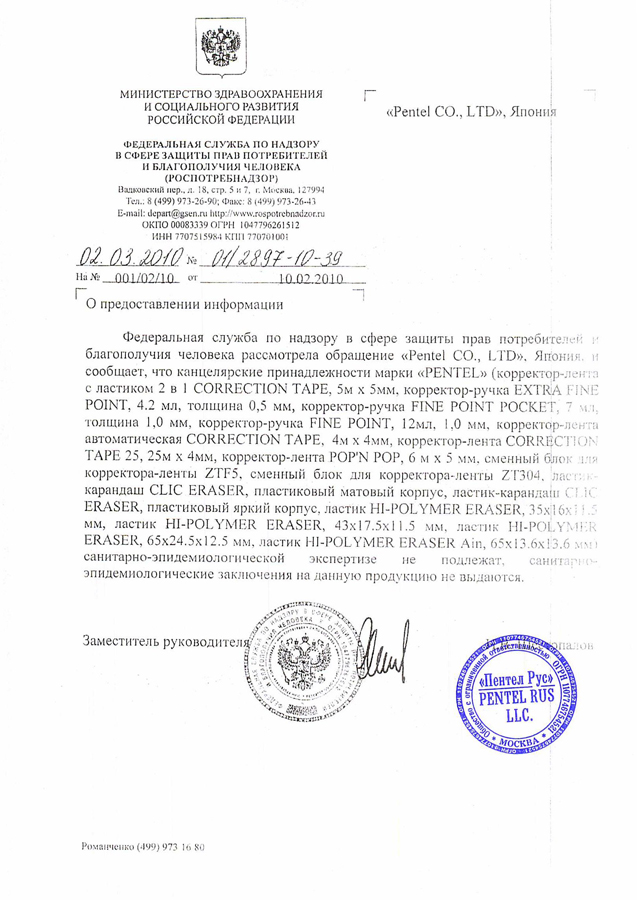 МИНИСТЕРСТВО ЗДРАВООХРАНЕНИЯ
И СОЦИАЛЬНОГО РАЗВИТИЯ
РОССИЙСКОЙ ФЕДЕРАЦИИ
«Pentel CO., LTD», Япония
ФЕДЕРАЛЬНАЯ СЛУЖБА ПО НАДЗОРУ
В СФЕРЕ ЗАЩИТЫ ПРАВ ПОТРЕБИТЕЛЕЙ
И БЛАГОПОЛУЧИЯ ЧЕЛОВЕКА
(РОСПОТРЕБНАДЗОР)
Вадковский пер., д. 18, стр. 5 и 7, г. Москва, 127994
Тел.: 8 (499) 973-26-90; Факс: 8 (499) 973-26-43
E-mail: depart@gsen.ru http://www.rospotrebnadzor.ru
ОКПО 00083339 ОГРН 1047796261512
ИНН 7707515984 КПП 770701001
02.03.2010 № 01/2897-10-39
На № 001/02/10 от 10.02.2010
О предоставлении информации
Федеральная служба по надзору в сфере защиты прав потребителей и
благополучия человека рассмотрела обращение «Pentel CO., LTD», Япония, и
сообщает, что канцелярские принадлежности марки «PENTEL» (корректор-лента
с ластиком 2 в 1 CORRECTION TAPE, 5м х 5мм, корректор-ручка EXTRA FINE
POINT, 4.2 мл, толщина 0,5 мм, корректор-ручка FINE POINT POCKET, 7 мл,
толщина 1,0 мм, корректор-ручка FINE POINT, 12мл, 1,0 мм, корректор-лента
автоматическая CORRECTION TAPE, 4м х 4мм, корректор-лента CORRECTION
TAPE 25, 25м х 4мм, корректор-лента POP'N POP, 6 м х 5 мм, сменный блок для
корректора-ленты ZTF5, сменный блок для корректора-ленты ZT304, ластик-
карандаш CLIC ERASER, пластиковый матовый корпус, ластик-карандаш CLIC
ERASER, пластиковый яркий корпус, ластик HI-POLYMER ERASER, 35х16х11.5
мм, ластик HI-POLYMER ERASER, 43х17.5х11.5 мм, ластик HI-POLYMER
ERASER, 65х24.5х12.5 мм, ластик HI-POLYMER ERASER Ain, 65х13.6х13.6 мм)
санитарно-эпидемиологической экспертизе не подлежат, санитарно-
эпидемиологические заключения на данную продукцию не выдаются.
Заместитель руководителя
Общество с ограниченной ответственностью ОГРН 1107746754521
«Пентел Рус»
PENTEL RUS
LLC.
* МОСКВА *
Романченко (499) 973 16 80